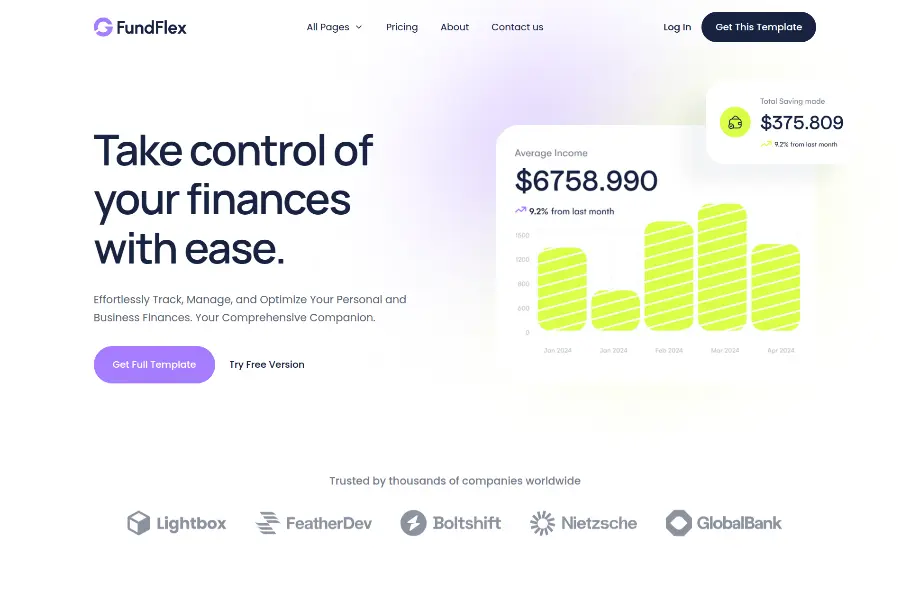 FundFlex
All Pages
Pricing
About
Contact us
Log In
Get This Template
Take control of
your finances
with ease.
Effortlessly Track, Manage, and Optimize Your Personal and
Business Finances. Your Comprehensive Companion.
Get Full Template
Try Free Version
Total Saving made
$375.809
9.2% from last month
Average Income
$6758.990
9.2% from last month
1500
1200
800
600
0
Jan 2024
Jan 2024
Feb 2024
Mar 2024
Apr 2024
Trusted by thousands of companies worldwide
Lightbox
FeatherDev
Boltshift
Nietzsche
GlobalBank